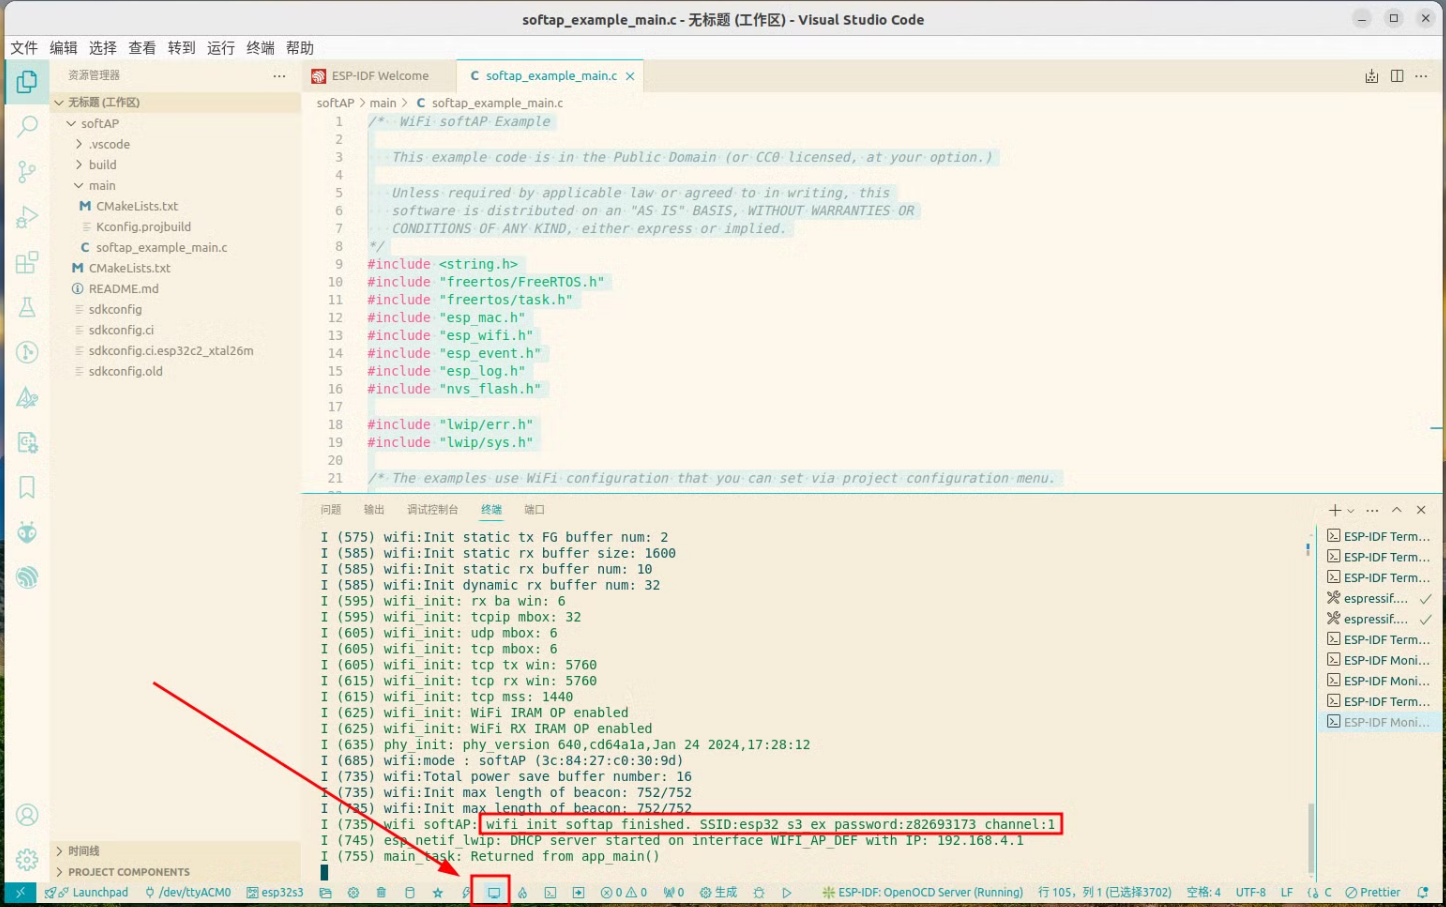 softap_example_main.c - 无标题 (工作区) - Visual Studio Code
文件 编辑 选择 查看 转到 运行 终端 帮助
资源管理器
无标题 (工作区)
softAP
.vscode
build
main
CMakeLists.txt
Kconfig.projbuild
softap_example_main.c
CMakeLists.txt
README.md
sdkconfig
sdkconfig.ci
sdkconfig.ci.esp32c2_xtal26m
sdkconfig.old
时间线
PROJECT COMPONENTS
ESP-IDF Welcome
C softap_example_main.c
softAP > main > C softap_example_main.c
1 /* WiFi softAP Example
2
3 This example code is in the Public Domain (or CC0 licensed, at your option.)
4
5 Unless required by applicable law or agreed to in writing, this
6 software is distributed on an "AS IS" BASIS, WITHOUT WARRANTIES OR
7 CONDITIONS OF ANY KIND, either express or implied.
8 */
9 #include <string.h>
10 #include "freertos/FreeRTOS.h"
11 #include "freertos/task.h"
12 #include "esp_mac.h"
13 #include "esp_wifi.h"
14 #include "esp_event.h"
15 #include "esp_log.h"
16 #include "nvs_flash.h"
17
18 #include "lwip/err.h"
19 #include "lwip/sys.h"
20
21 /* The examples use WiFi configuration that you can set via project configuration menu.
问题 输出 调试控制台 终端 端口
I (575) wifi:Init static tx FG buffer num: 2
I (585) wifi:Init static rx buffer size: 1600
I (585) wifi:Init static rx buffer num: 10
I (585) wifi:Init dynamic rx buffer num: 32
I (595) wifi_init: rx ba win: 6
I (595) wifi_init: tcpip mbox: 32
I (605) wifi_init: udp mbox: 6
I (605) wifi_init: tcp mbox: 6
I (605) wifi_init: tcp tx win: 5760
I (615) wifi_init: tcp rx win: 5760
I (615) wifi_init: tcp mss: 1440
I (625) wifi_init: WiFi IRAM OP enabled
I (625) wifi_init: WiFi RX IRAM OP enabled
I (635) phy_init: phy_version 640,cd64a1a,Jan 24 2024,17:28:12
I (685) wifi:mode : softAP (3c:84:27:c0:30:9d)
I (735) wifi:Total power save buffer number: 16
I (735) wifi:Init max length of beacon: 752/752
I (735) wifi:Init max length of beacon: 752/752
I (735) wifi softAP: wifi_init_softap finished. SSID:esp32_s3_ex password:z82693173 channel:1
I (745) esp_netif_lwip: DHCP server started on interface WIFI_AP_DEF with IP: 192.168.4.1
I (755) main_task: Returned from app_main()
ESP-IDF Term...
ESP-IDF Term...
ESP-IDF Term...
espressif....
espressif....
ESP-IDF Term...
ESP-IDF Moni...
ESP-IDF Moni...
ESP-IDF Term...
ESP-IDF Moni...
Launchpad /dev/ttyACM0 esp32s3 0 0 0 生成 ESP-IDF: OpenOCD Server (Running) 行 105, 列 1 (已选择3702) 空格: 4 UTF-8 LF C Prettier